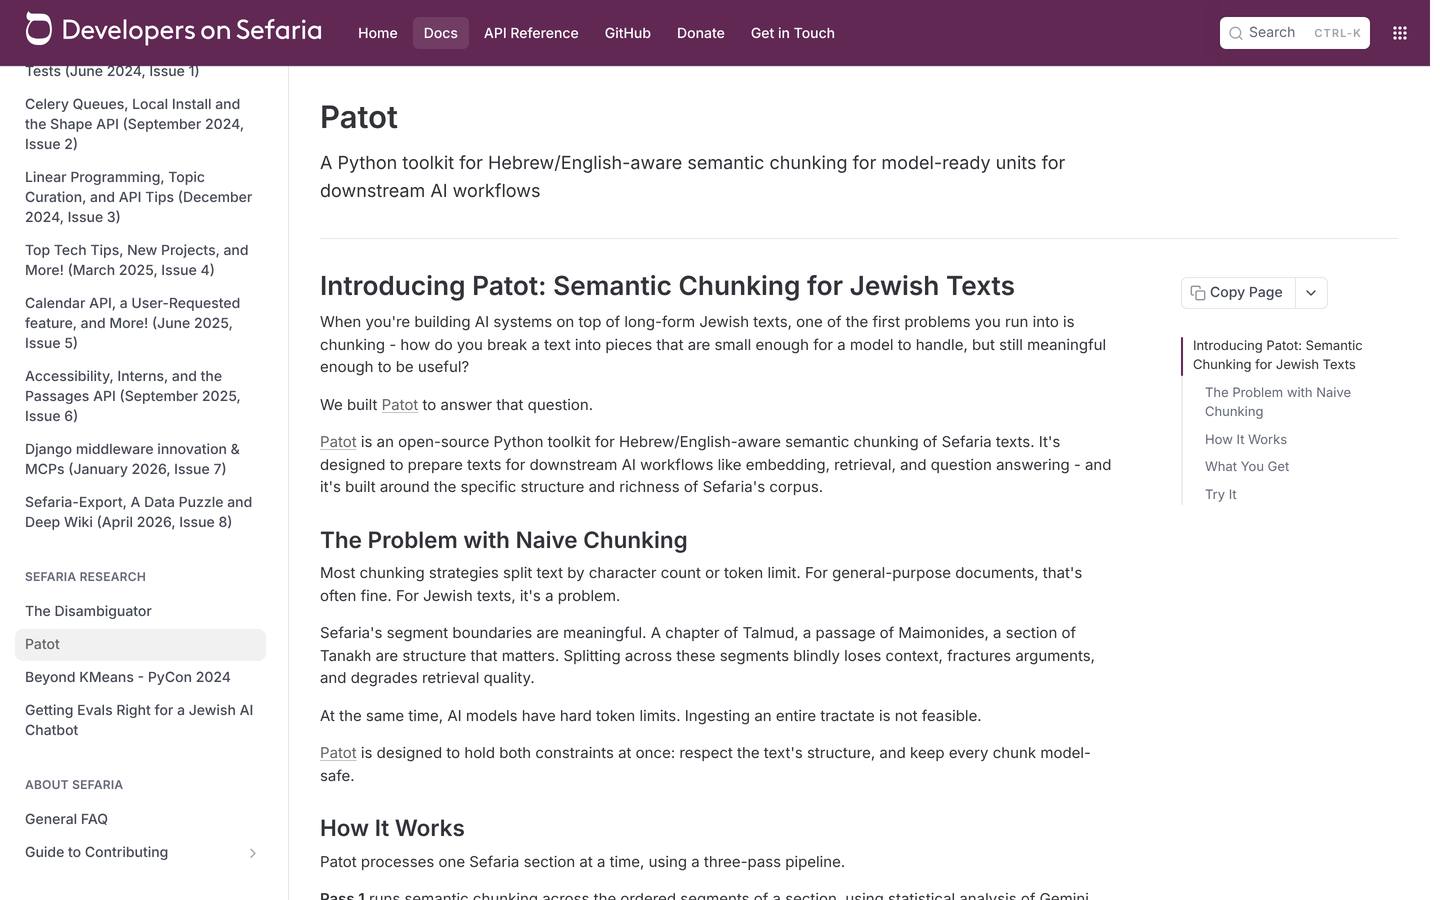 Developers on Sefaria
Home
Docs
API Reference
GitHub
Donate
Get in Touch
Search
CTRL-K
Tests (June 2024, Issue 1)
Celery Queues, Local Install and
the Shape API (September 2024,
Issue 2)
Linear Programming, Topic
Curation, and API Tips (December
2024, Issue 3)
Top Tech Tips, New Projects, and
More! (March 2025, Issue 4)
Calendar API, a User-Requested
feature, and More! (June 2025,
Issue 5)
Accessibility, Interns, and the
Passages API (September 2025,
Issue 6)
Django middleware innovation &
MCPs (January 2026, Issue 7)
Sefaria-Export, A Data Puzzle and
Deep Wiki (April 2026, Issue 8)
SEFARIA RESEARCH
The Disambiguator
Patot
Beyond KMeans - PyCon 2024
Getting Evals Right for a Jewish AI
Chatbot
ABOUT SEFARIA
General FAQ
Guide to Contributing
Patot
A Python toolkit for Hebrew/English-aware semantic chunking for model-ready units for
downstream AI workflows
Introducing Patot: Semantic Chunking for Jewish Texts
When you're building AI systems on top of long-form Jewish texts, one of the first problems you run into is
chunking - how do you break a text into pieces that are small enough for a model to handle, but still meaningful
enough to be useful?
We built Patot to answer that question.
Patot is an open-source Python toolkit for Hebrew/English-aware semantic chunking of Sefaria texts. It's
designed to prepare texts for downstream AI workflows like embedding, retrieval, and question answering - and
it's built around the specific structure and richness of Sefaria's corpus.
The Problem with Naive Chunking
Most chunking strategies split text by character count or token limit. For general-purpose documents, that's
often fine. For Jewish texts, it's a problem.
Sefaria's segment boundaries are meaningful. A chapter of Talmud, a passage of Maimonides, a section of
Tanakh are structure that matters. Splitting across these segments blindly loses context, fractures arguments,
and degrades retrieval quality.
At the same time, AI models have hard token limits. Ingesting an entire tractate is not feasible.
Patot is designed to hold both constraints at once: respect the text's structure, and keep every chunk model-
safe.
How It Works
Patot processes one Sefaria section at a time, using a three-pass pipeline.
Pass 1 runs semantic chunking across the ordered segments of a section, using statistical analysis of Gemini
Copy Page
Introducing Patot: Semantic
Chunking for Jewish Texts
The Problem with Naive
Chunking
How It Works
What You Get
Try It